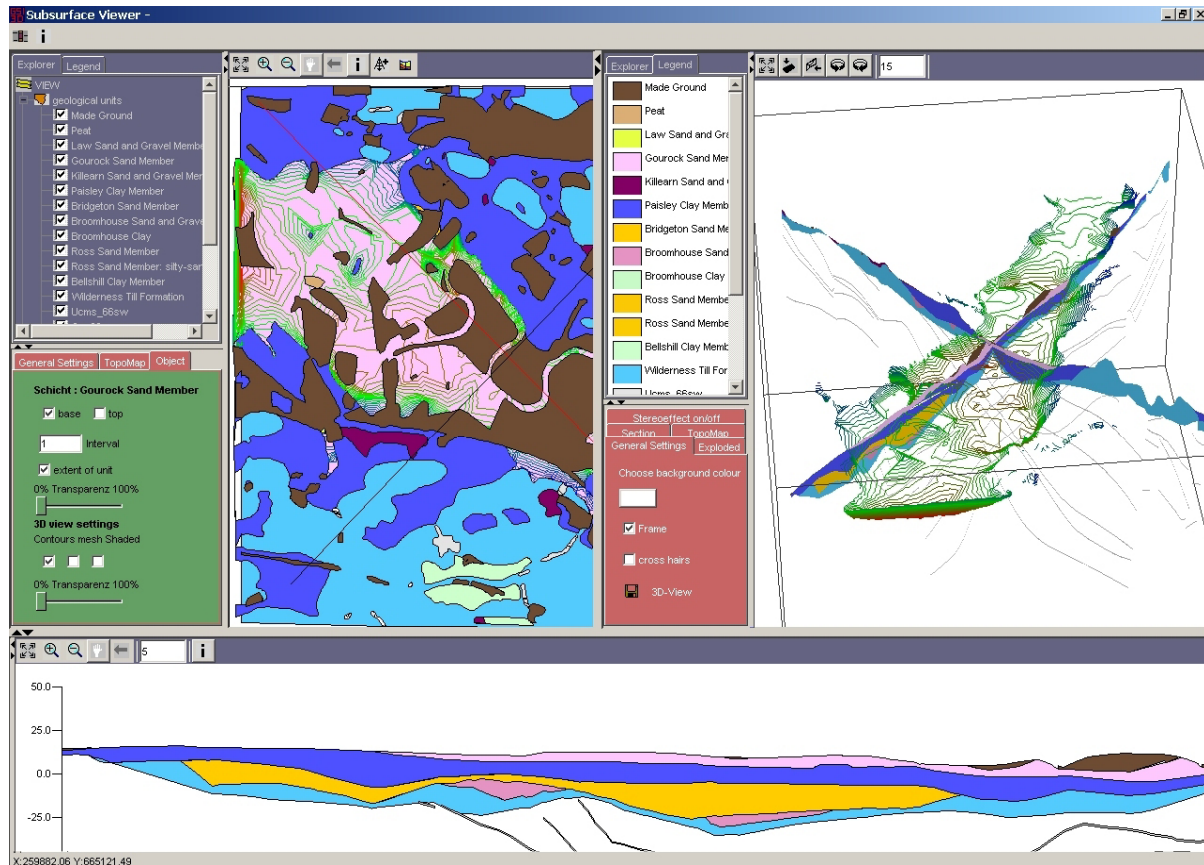 Subsurface Viewer -
Explorer Legend
VIEW
geological units
Made Ground
Peat
Law Sand and Gravel Membe
Gourock Sand Member
Killearn Sand and Gravel Mer
Paisley Clay Member
Bridgeton Sand Member
Broomhouse Sand and Grave
Broomhouse Clay
Ross Sand Member
Ross Sand Member: silty-sar
Bellshill Clay Member
Wilderness Till Formation
Ucms_66sw
General Settings TopoMap Object
Schicht : Gourock Sand Member
base top
1 Interval
extent of unit
0% Transparenz 100%
3D view settings
Contours mesh Shaded
0% Transparenz 100%
i
Explorer Legend
Made Ground
Peat
Law Sand and Gra
Gourock Sand Mer
Killearn Sand and
Paisley Clay Memb
Bridgeton Sand Me
Broomhouse Sand
Broomhouse Clay
Ross Sand Membe
Ross Sand Membe
Bellshill Clay Memb
Wilderness Till For
Ucms_66sw
Stereoeffect on/off
Section TopoMap
General Settings Exploded
Choose background colour
Frame
cross hairs
3D-View
15
5
i
50.0
25.0
0.0
-25.0
X:259882.06 Y:665121.49